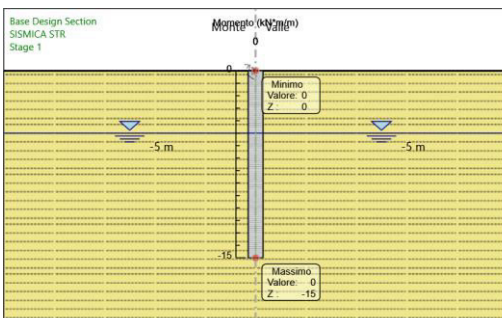 Base Design Section
SISMICA STR
Stage 1
Momento (kN*m/m)
Monte Valle
0
0
Minimo
Valore: 0
Z : 0
-5 m
-5 m
-15
Massimo
Valore: 0
Z : -15